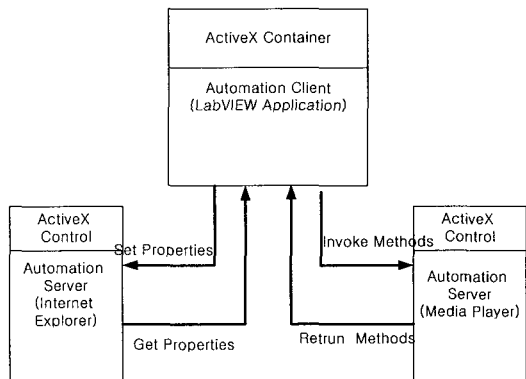 ActiveX Container
Automation Client
(LabVIEW Application)
ActiveX
Control
Set Properties
Invoke Methods
ActiveX
Control
Automation
Server
(Internet
Explorer)
Automation
Server
(Media Player)
Get Properties
Retrun Methods